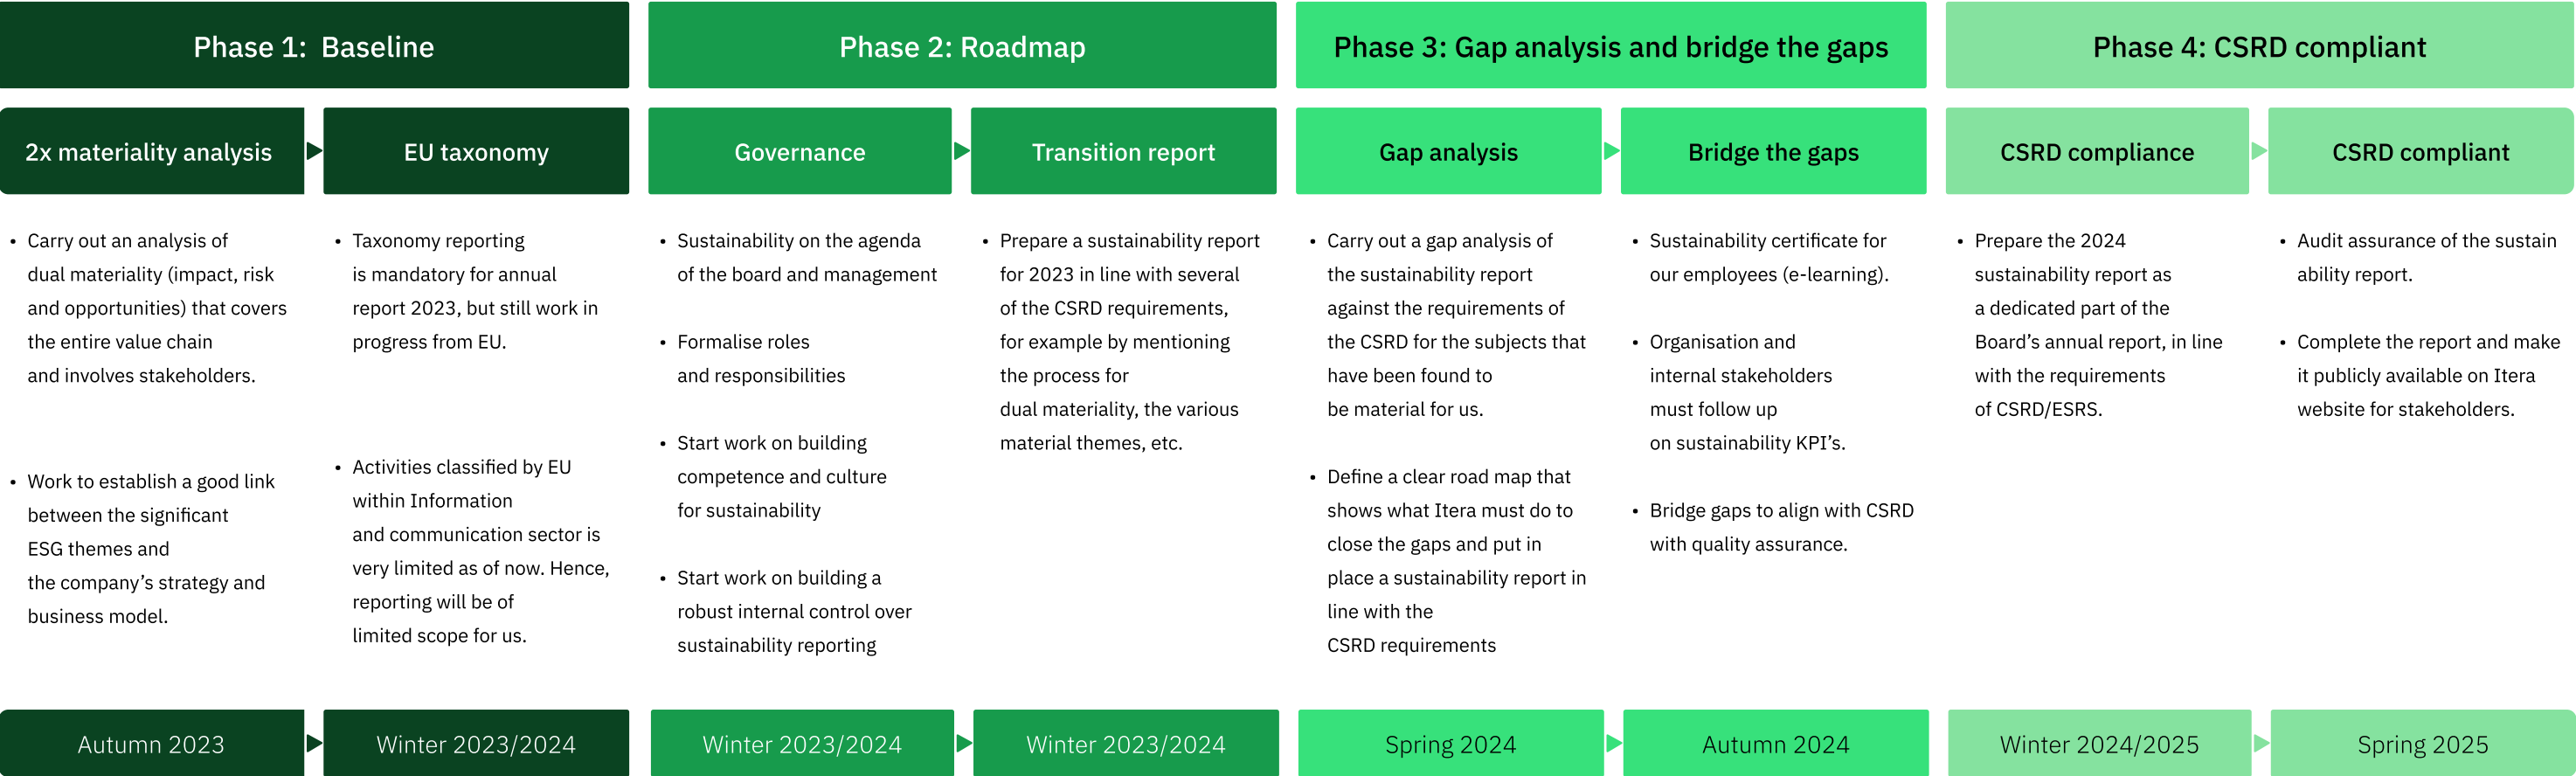 Phase 1: Baseline
Phase 2: Roadmap
Phase 3: Gap analysis and bridge the gaps
Phase 4: CSRD compliant
2x materiality analysis
EU taxonomy
Governance
Transition report
Gap analysis
Bridge the gaps
CSRD compliance
CSRD compliant
• Carry out an analysis of
dual materiality (impact, risk
and opportunities) that covers
the entire value chain
and involves stakeholders.
• Work to establish a good link
between the significant
ESG themes and
the company’s strategy and
business model.
• Taxonomy reporting
is mandatory for annual
report 2023, but still work in
progress from EU.
• Activities classified by EU
within Information
and communication sector is
very limited as of now. Hence,
reporting will be of
limited scope for us.
• Sustainability on the agenda
of the board and management
• Formalise roles
and responsibilities
• Start work on building
competence and culture
for sustainability
• Start work on building a
robust internal control over
sustainability reporting
• Prepare a sustainability report
for 2023 in line with several
of the CSRD requirements,
for example by mentioning
the process for
dual materiality, the various
material themes, etc.
• Carry out a gap analysis of
the sustainability report
against the requirements of
the CSRD for the subjects that
have been found to
be material for us.
• Define a clear road map that
shows what Itera must do to
close the gaps and put in
place a sustainability report in
line with the
CSRD requirements
• Sustainability certificate for
our employees (e-learning).
• Organisation and
internal stakeholders
must follow up
on sustainability KPI’s.
• Bridge gaps to align with CSRD
with quality assurance.
• Prepare the 2024
sustainability report as
a dedicated part of the
Board’s annual report, in line
with the requirements
of CSRD/ESRS.
• Audit assurance of the sustain
ability report.
• Complete the report and make
it publicly available on Itera
website for stakeholders.
Autumn 2023
Winter 2023/2024
Winter 2023/2024
Winter 2023/2024
Spring 2024
Autumn 2024
Winter 2024/2025
Spring 2025